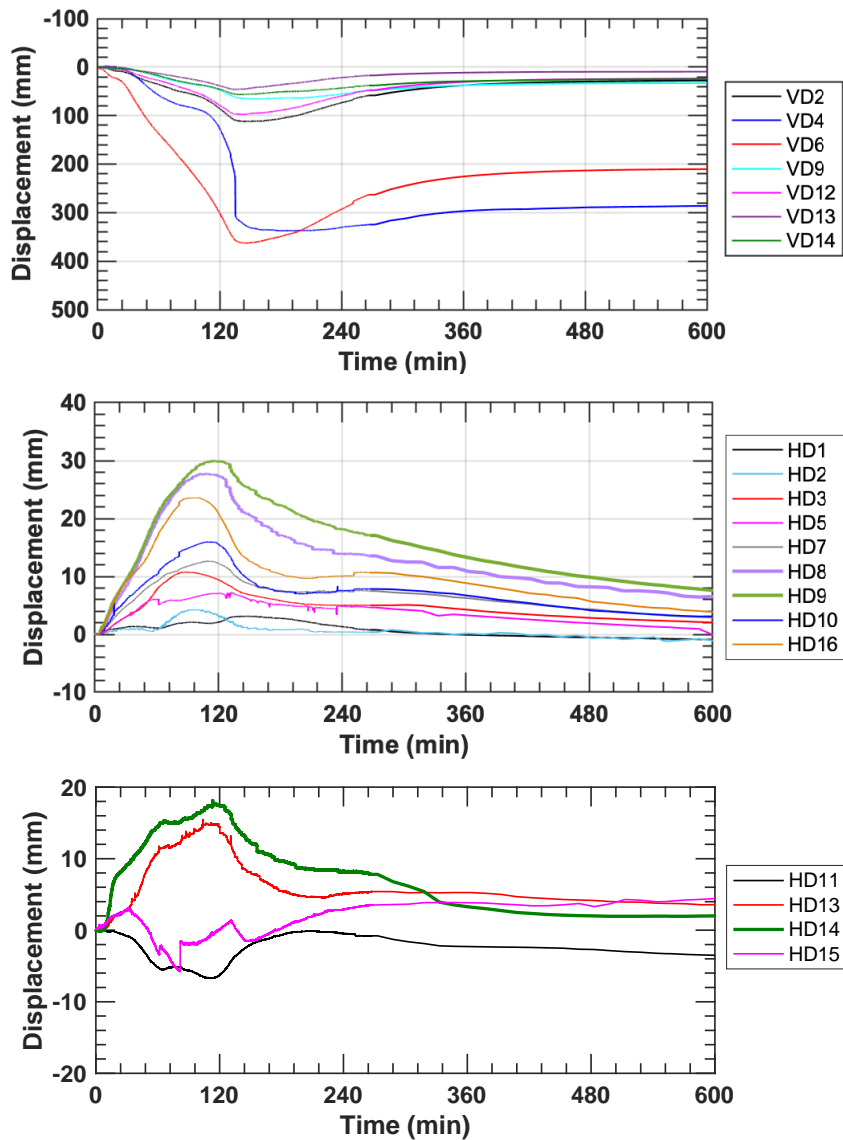 -100
0
100
200
300
400
500
Displacement (mm)
0 120 240 360 480 600
Time (min)
VD2
VD4
VD6
VD9
VD12
VD13
VD14
40
30
20
10
0
-10
Displacement (mm)
0 120 240 360 480 600
Time (min)
HD1
HD2
HD3
HD5
HD7
HD8
HD9
HD10
HD16
20
10
0
-10
-20
Displacement (mm)
0 120 240 360 480 600
Time (min)
HD11
HD13
HD14
HD15